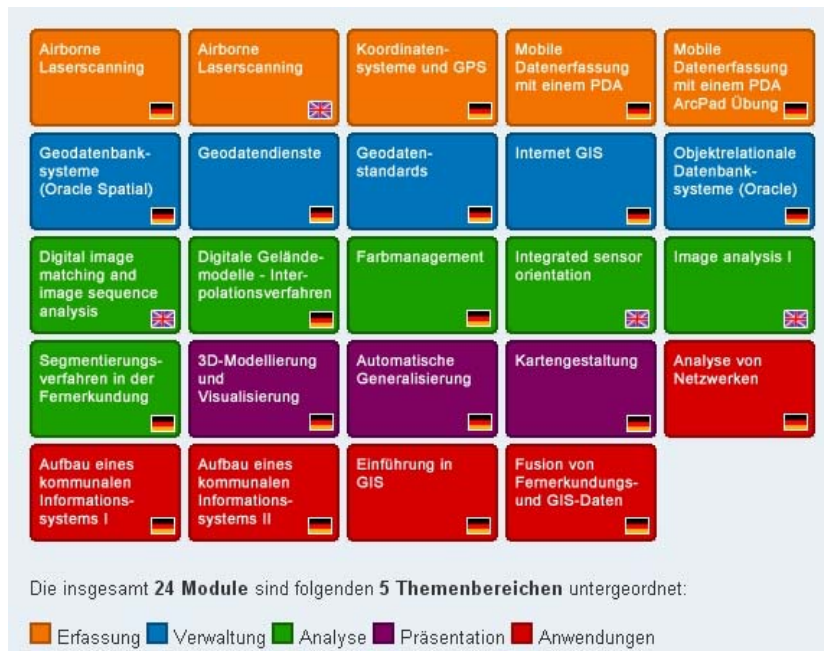 Airborne
Laserscanning
Airborne
Laserscanning
Koordinaten-
systeme und GPS
Mobile
Datenerfassung
mit einem PDA
Mobile
Datenerfassung
mit einem PDA
ArcPad Übung
Geodatenbank-
systeme
(Oracle Spatial)
Geodatendienste
Geodaten-
standards
Internet GIS
Objektrelationale
Datenbank-
systeme (Oracle)
Digital image
matching and
image sequence
analysis
Digitale Gelände-
modelle - Inter-
polationsverfahren
Farbmanagement
Integrated sensor
orientation
Image analysis I
Segmentierungs-
verfahren in der
Fernerkundung
3D-Modellierung
und
Visualisierung
Automatische
Generalisierung
Kartengestaltung
Analyse von
Netzwerken
Aufbau eines
kommunalen
Informations-
systems I
Aufbau eines
kommunalen
Informations-
systems II
Einführung in
GIS
Fusion von
Fernerkundungs-
und GIS-Daten
Die insgesamt 24 Module sind folgenden 5 Themenbereichen untergeordnet:
Erfassung Verwaltung Analyse Präsentation Anwendungen